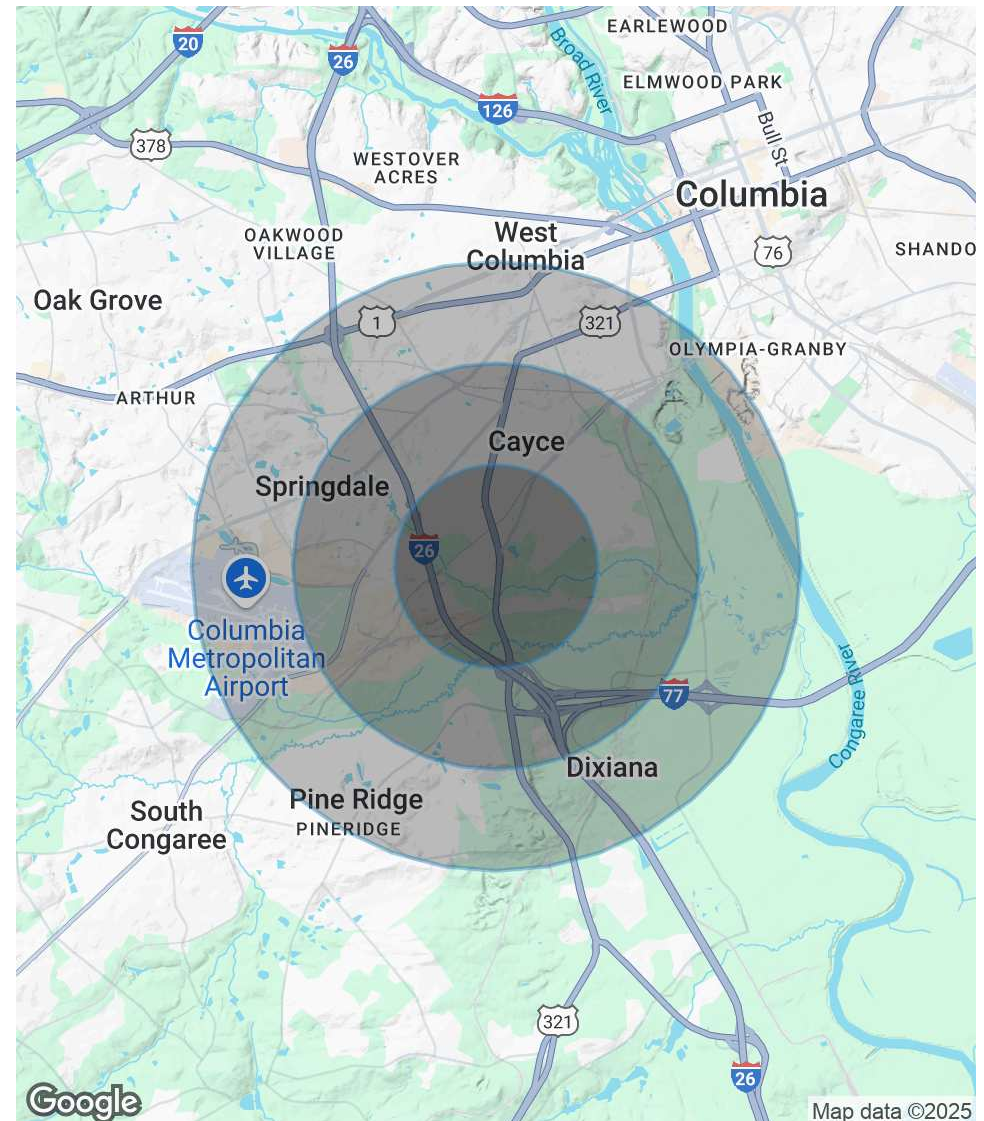 EARLEWOOD
20
26
Broad River
ELMWOOD PARK
126
Bull St
378
WESTOVER
ACRES
Columbia
OAKWOOD
VILLAGE
West
Columbia
76
SHANDO
Oak Grove
1
321
OLYMPIA-GRANBY
ARTHUR
Cayce
Springdale
26
Columbia
Metropolitan
Airport
77
Congaree River
Dixiana
Pine Ridge
PINERIDGE
South
Congaree
321
26
Google
Map data ©2025